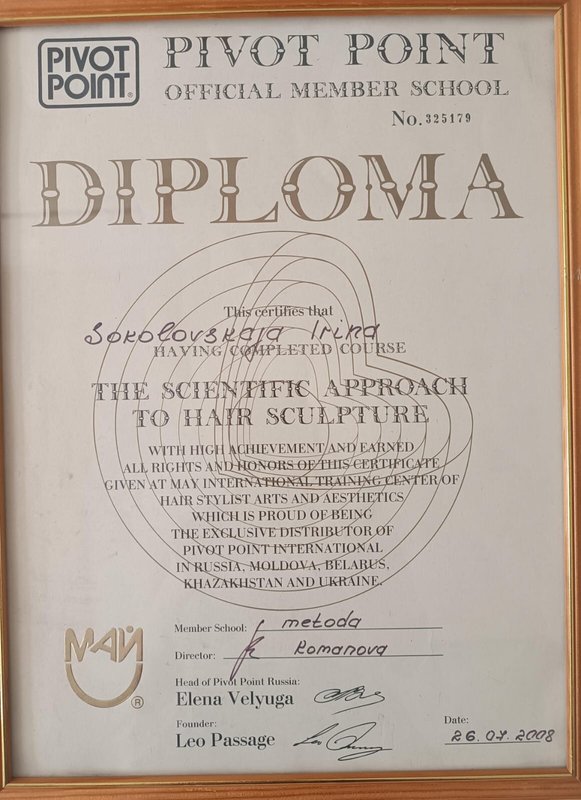 PIVOT
POINT®
PIVOT POINT
OFFICIAL MEMBER SCHOOL
No. 325179
DIPLOMA
This certifies that
Sokolovskaja Irina
HAVING COMPLETED COURSE
THE SCIENTIFIC APPROACH
TO HAIR SCULPTURE
WITH HIGH ACHIEVEMENT AND EARNED
ALL RIGHTS AND HONORS OF THIS CERTIFICATE
GIVEN AT MAY INTERNATIONAL TRAINING CENTER OF
HAIR STYLIST ARTS AND AESTHETICS
WHICH IS PROUD OF BEING
THE EXCLUSIVE DISTRIBUTOR OF
PIVOT POINT INTERNATIONAL
IN RUSSIA, MOLDOVA, BELARUS,
KHAZAKHSTAN AND UKRAINE.
МАЙ
®
Member School: metoda
Director: Romanova
Head of Pivot Point Russia:
Elena Velyuga
Founder:
Leo Passage
Date:
26.07.2008